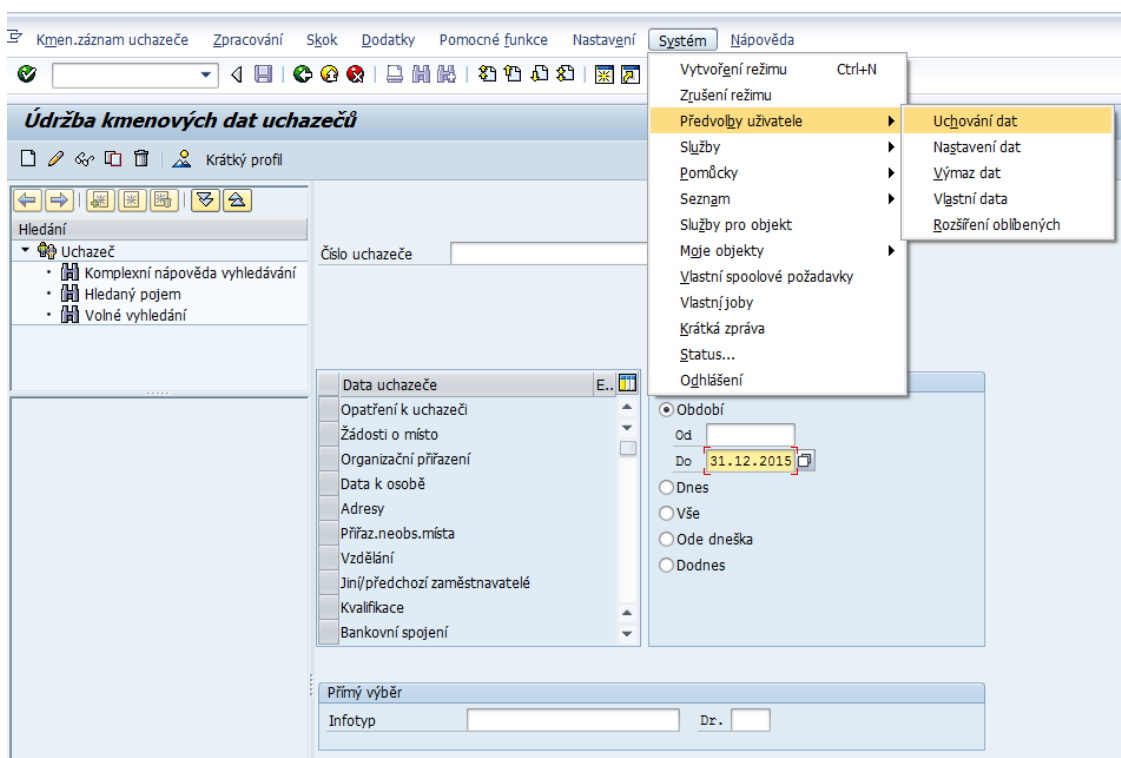 Kmen.záznam uchazeče Zpracování Skok Dodatky Pomocné funkce Nastavení Systém Nápověda
Vytvoření režimu Ctrl+N
Zrušení režimu
Předvolby uživatele
Služby
Pomůcky
Seznam
Služby pro objekt
Moje objekty
Vlastní spoolové požadavky
Vlastní joby
Krátká zpráva
Status...
Odhlášení
Uchování dat
Nastavení dat
Výmaz dat
Vlastní data
Rozšíření oblíbených
Údržba kmenových dat uchazečů
Krátký profil
Hledání
Uchazeč
Komplexní nápověda vyhledávání
Hledaný pojem
Volné vyhledání
Číslo uchazeče
Data uchazeče E..
Opatření k uchazeči
Žádosti o místo
Organizační přiřazení
Data k osobě
Adresy
Přiřaz.neobs.místa
Vzdělání
Jiní/předchozí zaměstnavatelé
Kvalifikace
Bankovní spojení
Období
Od
Do 31.12.2015
Dnes
Vše
Ode dneška
Dodnes
Přímý výběr
Infotyp Dr.